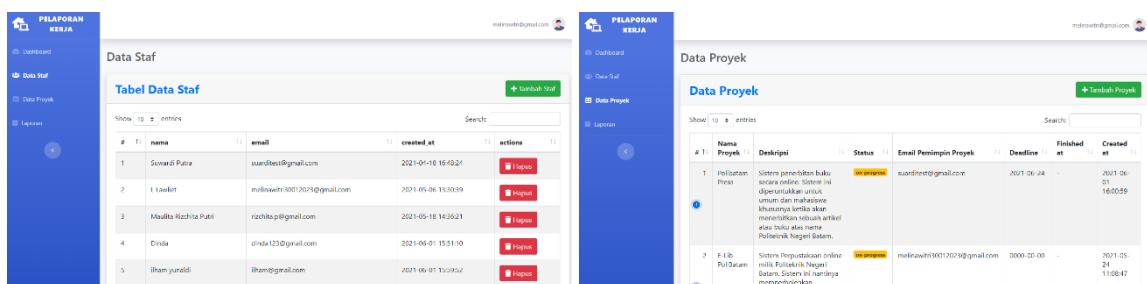 PELAPORAN
KERJA
melinawitri@gmail.com
Dashboard
Data Staf
Data Proyek
Laporan
Data Staf
Tabel Data Staf
+ Tambah Staf
Show 10 entries
Search:
# nama email created_at actions
1 Suwardi Putra suarditest@gmail.com 2021-04-18 16:48:24 Hapus
2 L Lawliet melinawitri30012023@gmail.com 2021-05-06 13:30:39 Hapus
3 Maulita Rizchita Putri rizchita.p@gmail.com 2021-05-18 14:36:21 Hapus
4 Dinda dinda123@gmail.com 2021-06-01 15:51:10 Hapus
5 ilham yunaldi ilham@gmail.com 2021-06-01 15:59:52 Hapus
PELAPORAN
KERJA
melinawitri@gmail.com
Dashboard
Data Staf
Data Proyek
Laporan
Data Proyek
Data Proyek
+ Tambah Proyek
Show 10 entries
Search:
Nama Finished Created
# Proyek Deskripsi Status Email Pemimpin Proyek Deadline at at
1 Polibatam Sistem penerbitan buku on-progress suarditest@gmail.com 2021-06-24 - 2021-06-
Press secara online. Sistem ini 01
diperuntukkan untuk 16:00:59
umum dan mahasiswa
khususnya ketika akan
menerbitkan sebuah artikel
atau buku atas nama
Politeknik Negeri Batam.
2 E-Lib Sistem Perpustakaan online on-progress melinawitri30012023@gmail.com 0000-00-00 - 2021-05-
PoliBatam milik Politeknik Negeri 24
Batam. Sistem ini nantinya 11:08:47
memperbolehkan